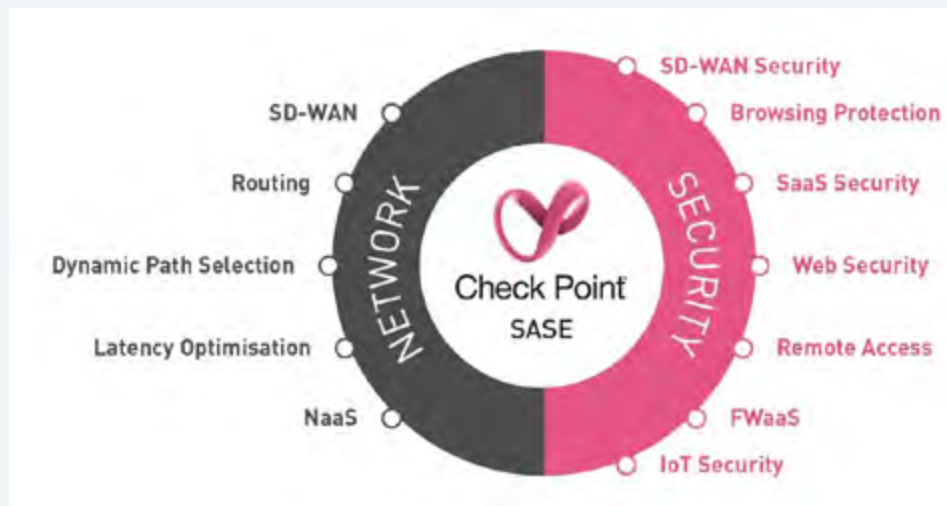 SD-WAN
Routing
Dynamic Path Selection
Latency Optimisation
NaaS
NETWORK
Check Point
SASE
SECURITY
SD-WAN Security
Browsing Protection
SaaS Security
Web Security
Remote Access
FWaaS
IoT Security